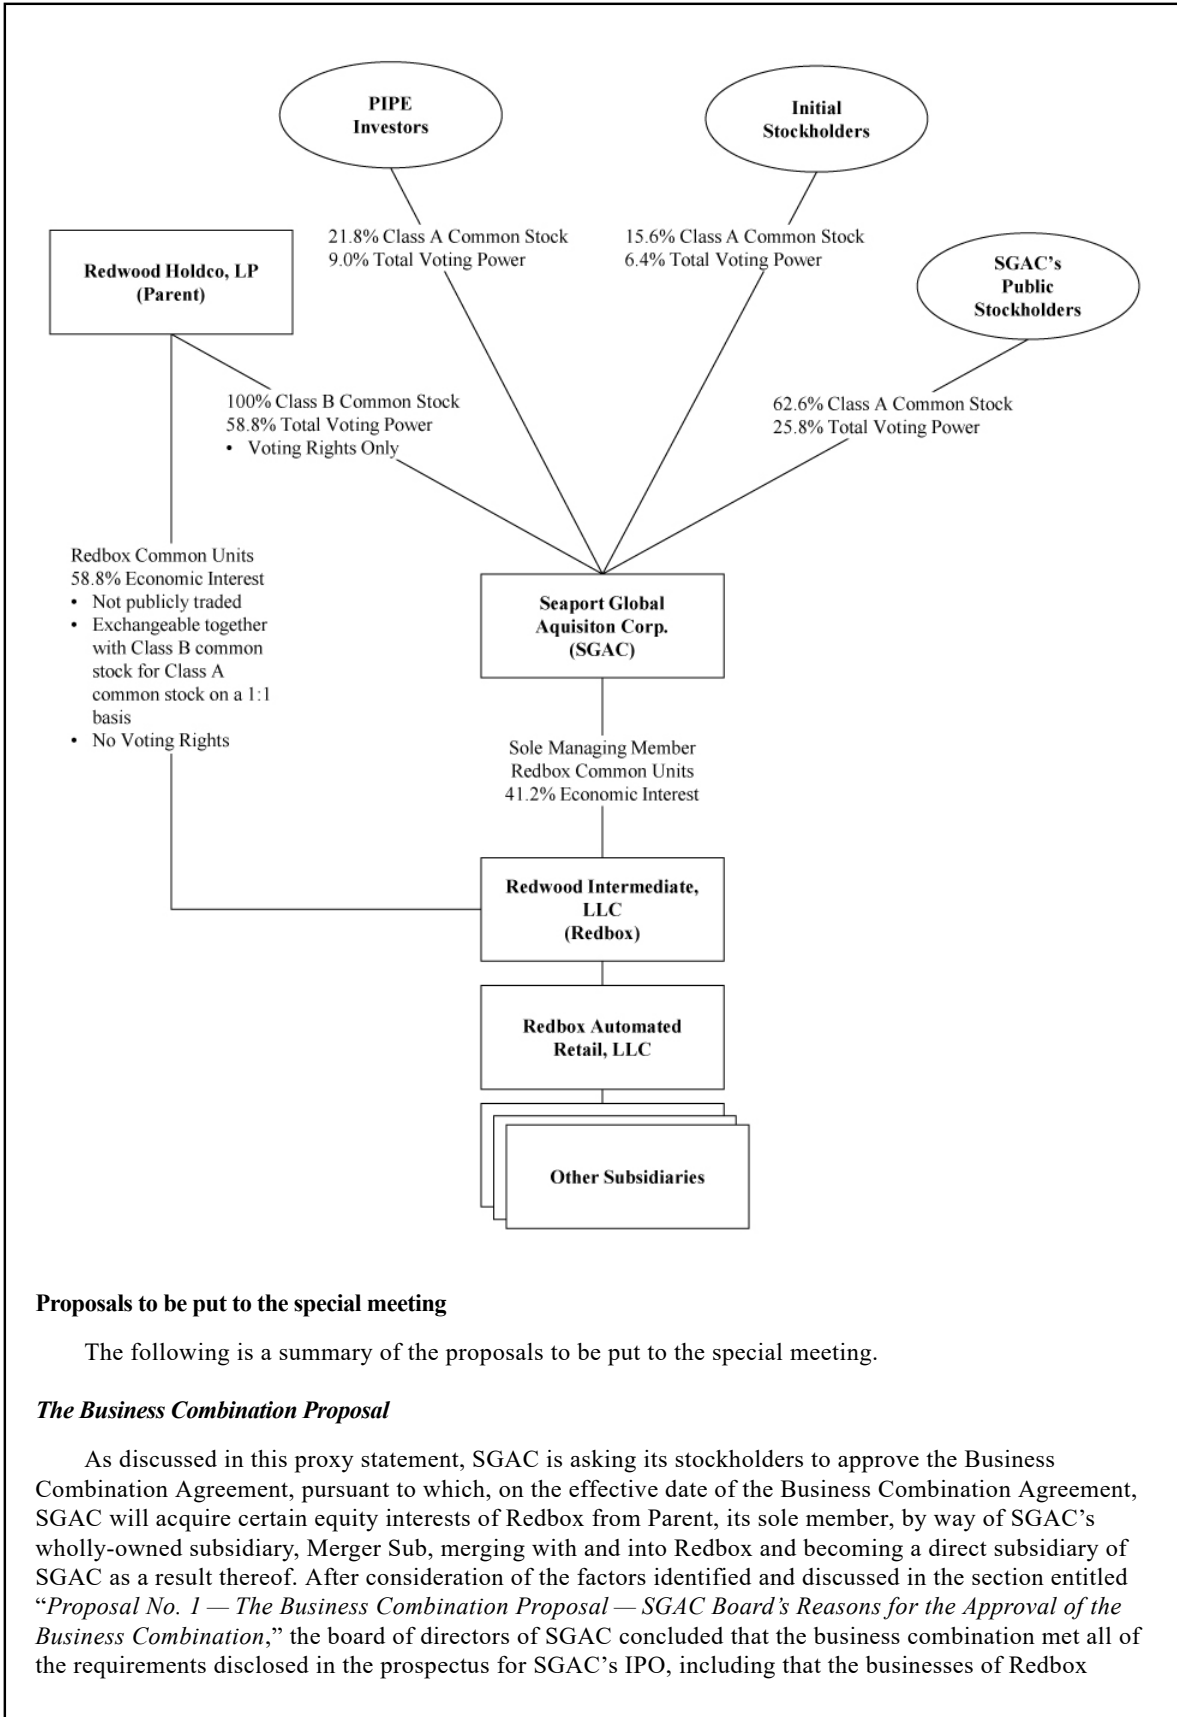 PIPE
Investors
Initial
Stockholders
21.8% Class A Common Stock
9.0% Total Voting Power
15.6% Class A Common Stock
6.4% Total Voting Power
Redwood Holdco, LP
(Parent)
SGAC’s
Public
Stockholders
100% Class B Common Stock
58.8% Total Voting Power
• Voting Rights Only
62.6% Class A Common Stock
25.8% Total Voting Power
Redbox Common Units
58.8% Economic Interest
• Not publicly traded
• Exchangeable together
with Class B common
stock for Class A
common stock on a 1:1
basis
• No Voting Rights
Seaport Global
Aquisiton Corp.
(SGAC)
Sole Managing Member
Redbox Common Units
41.2% Economic Interest
Redwood Intermediate,
LLC
(Redbox)
Redbox Automated
Retail, LLC
Other Subsidiaries
Proposals to be put to the special meeting
The following is a summary of the proposals to be put to the special meeting.
The Business Combination Proposal
As discussed in this proxy statement, SGAC is asking its stockholders to approve the Business
Combination Agreement, pursuant to which, on the effective date of the Business Combination Agreement,
SGAC will acquire certain equity interests of Redbox from Parent, its sole member, by way of SGAC’s
wholly-owned subsidiary, Merger Sub, merging with and into Redbox and becoming a direct subsidiary of
SGAC as a result thereof. After consideration of the factors identified and discussed in the section entitled
“Proposal No. 1 — The Business Combination Proposal — SGAC Board’s Reasons for the Approval of the
Business Combination,” the board of directors of SGAC concluded that the business combination met all of
the requirements disclosed in the prospectus for SGAC’s IPO, including that the businesses of Redbox